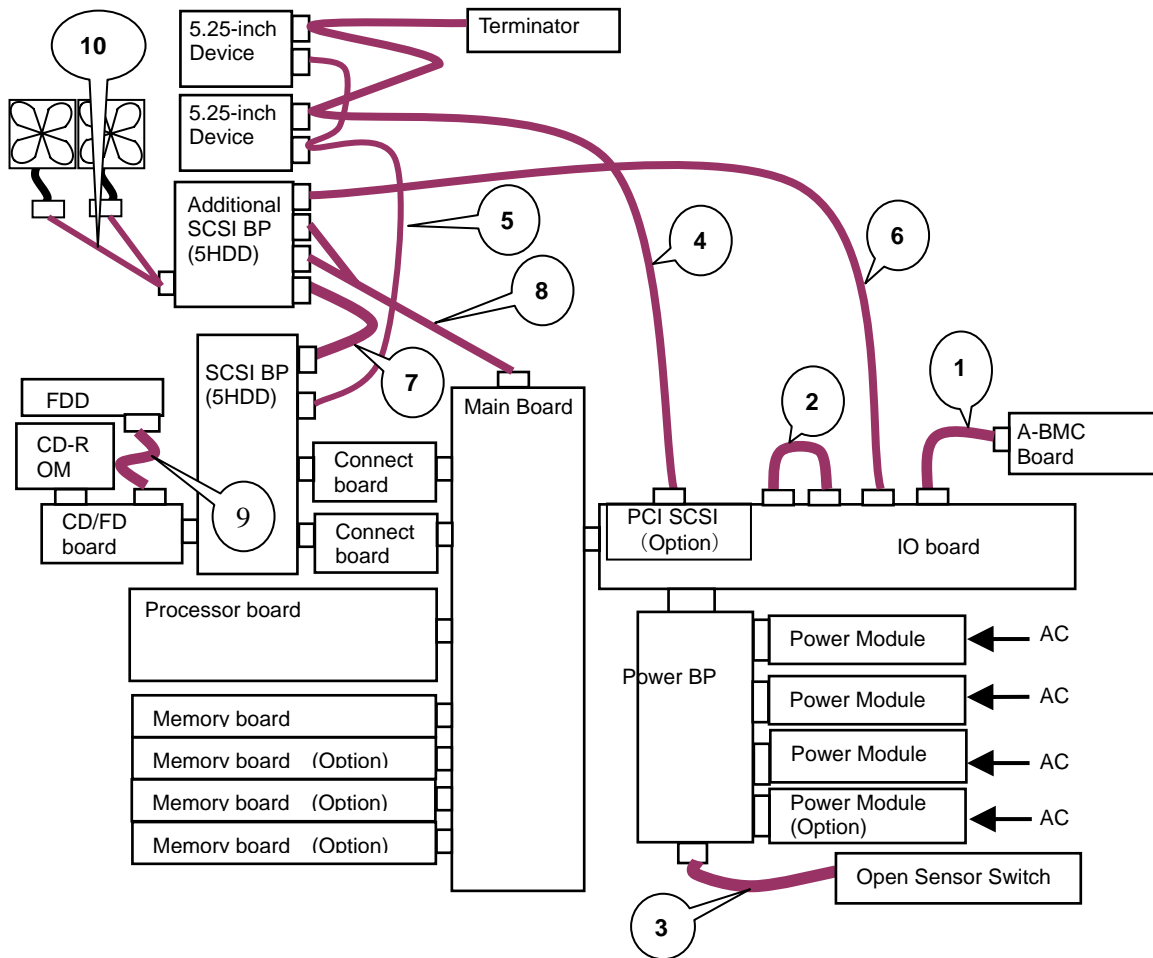 10
5.25-inch
Device
Terminator
5.25-inch
Device
Additional
SCSI BP
(5HDD)
5
4
6
8
SCSI BP
(5HDD)
7
Main Board
2
1
A-BMC
Board
FDD
CD-R
OM
9
CD/FD
board
Connect
board
Connect
board
PCI SCSI
(Option)
IO board
Processor board
Power BP
Power Module
AC
Power Module
AC
Power Module
AC
Power Module
(Option)
AC
Memory board
Memory board (Option)
Memory board (Option)
Memory board (Option)
Open Sensor Switch
3